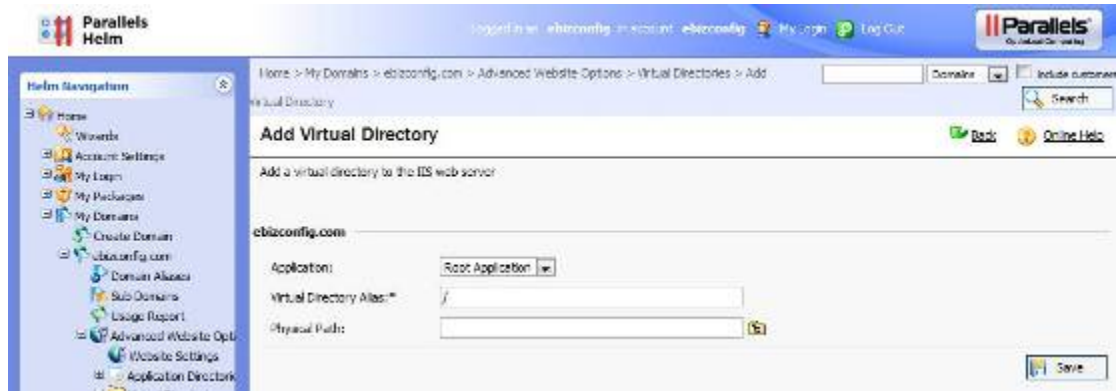 Parallels
Helm
Logged in as ebizconfig in account ebizconfig My Login Log Out
Parallels
Helm Navigation
Home
Wizards
Account Settings
My Login
My Packages
My Domains
Create Domain
ebizconfig.com
Domain Aliases
Sub Domains
Usage Report
Advanced Website Opti
Website Settings
Application Directorie
Home > My Domains > ebizconfig.com > Advanced Website Options > Virtual Directories > Add
Virtual Directory
Domains Include customers
Search
Add Virtual Directory
Back Online Help
Add a virtual directory to the IIS web server
ebizconfig.com
Application: Root Application
Virtual Directory Alias:* /
Physical Path:
Save